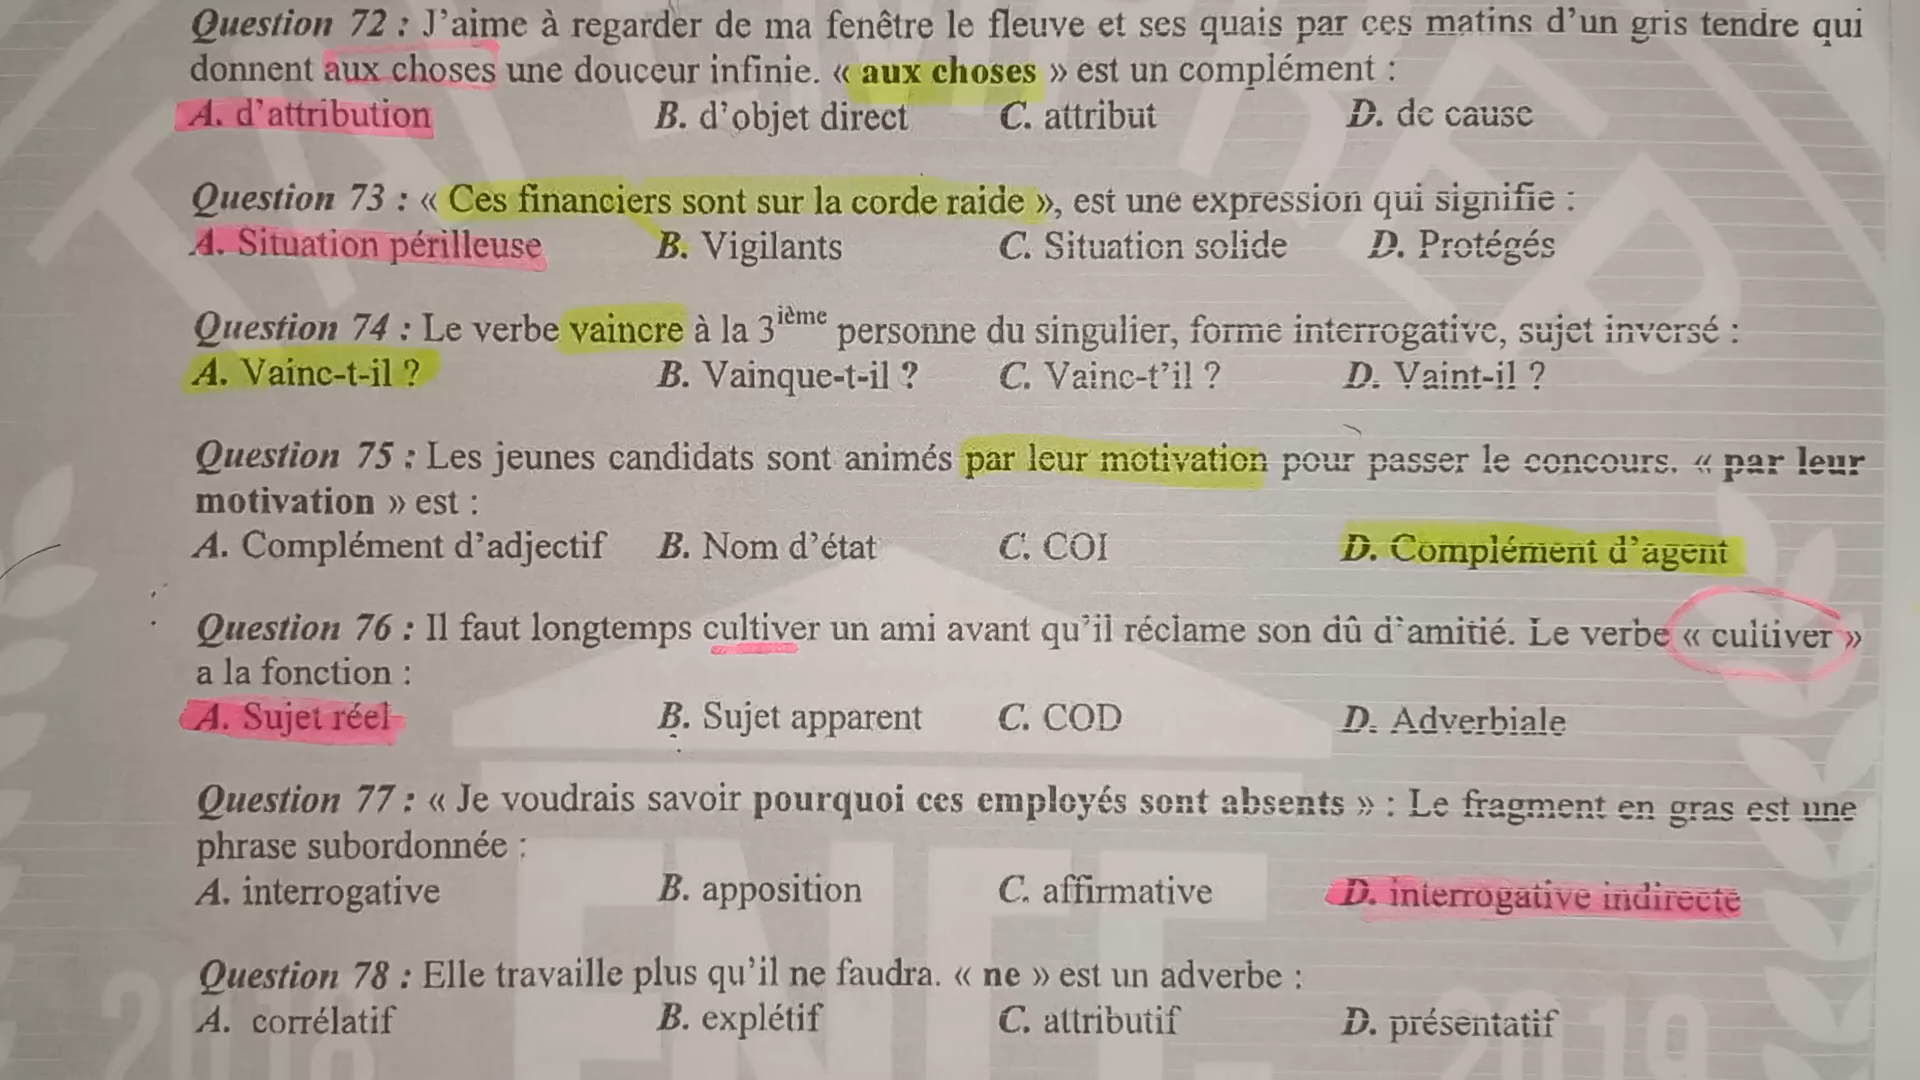 Question 72 : J'aime à regarder de ma fenêtre le fleuve et ses quais par ces matins d'un gris tendre qui
donnent aux choses une douceur infinie. « aux choses » est un complément :
A. d'attribution B. d'objet direct C. attribut D. de cause
Question 73 : « Ces financiers sont sur la corde raide », est une expression qui signifie :
A. Situation périlleuse B. Vigilants C. Situation solide D. Protégés
Question 74 : Le verbe vaincre à la 3ième personne du singulier, forme interrogative, sujet inversé :
A. Vainc-t-il ? B. Vainque-t-il ? C. Vainc-t'il ? D. Vaint-il ?
Question 75 : Les jeunes candidats sont animés par leur motivation pour passer le concours. « par leur
motivation » est :
A. Complément d'adjectif B. Nom d'état C. COI D. Complément d'agent
Question 76 : Il faut longtemps cultiver un ami avant qu'il réclame son dû d'amitié. Le verbe « cultiver »
a la fonction :
A. Sujet réel B. Sujet apparent C. COD D. Adverbiale
Question 77 : « Je voudrais savoir pourquoi ces employés sont absents » : Le fragment en gras est une
phrase subordonnée :
A. interrogative B. apposition C. affirmative D. interrogative indirecte
Question 78 : Elle travaille plus qu'il ne faudra. « ne » est un adverbe :
A. corrélatif B. explétif C. attributif D. présentatif